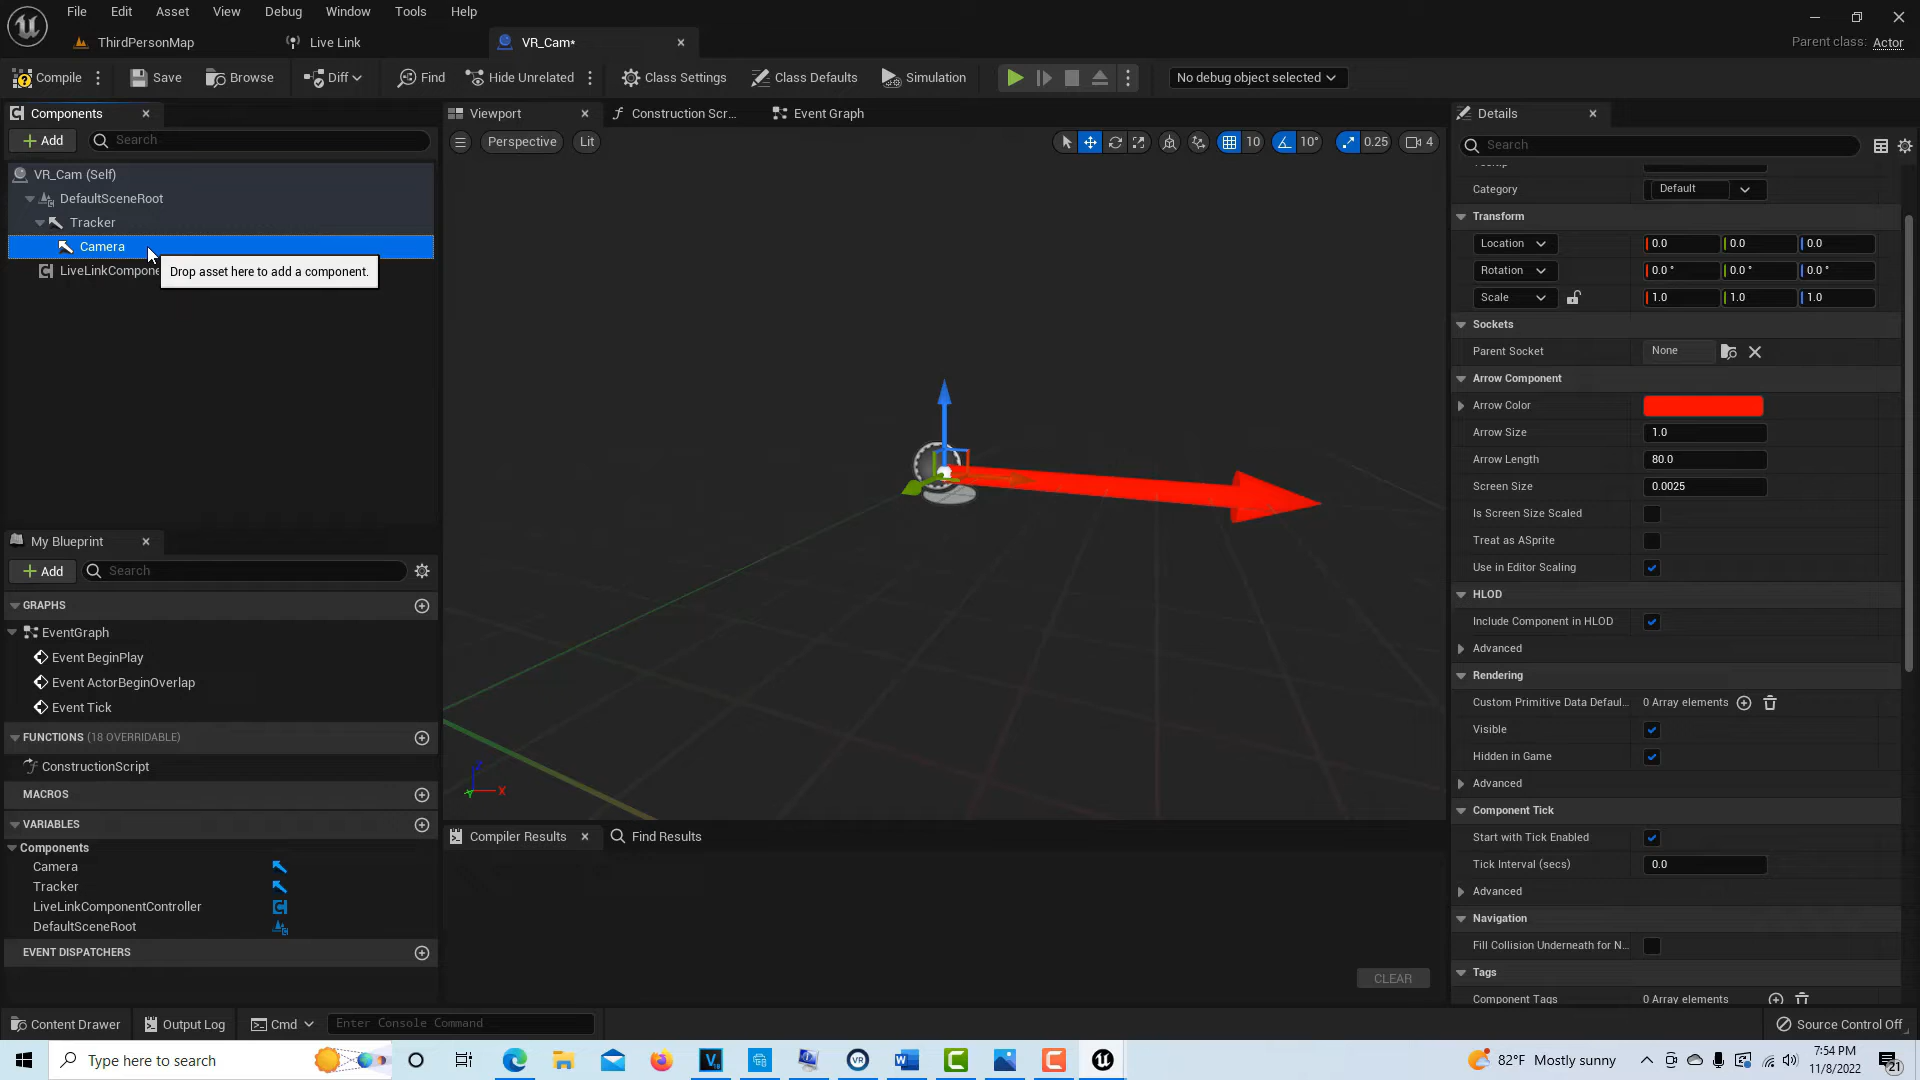 File Edit Asset View Debug Window Tools Help
ThirdPersonMap Live Link VR_Cam*
Parent class: Actor
Compile Save Browse Diff Find Hide Unrelated Class Settings Class Defaults Simulation No debug object selected
Components
Add Search
VR_Cam (Self)
DefaultSceneRoot
Tracker
Camera
LiveLinkCompone
Drop asset here to add a component.
My Blueprint
Add Search
GRAPHS
EventGraph
Event BeginPlay
Event ActorBeginOverlap
Event Tick
FUNCTIONS (18 OVERRIDABLE)
ConstructionScript
MACROS
VARIABLES
Components
Camera
Tracker
LiveLinkComponentController
DefaultSceneRoot
EVENT DISPATCHERS
Viewport Construction Scr... Event Graph
Perspective Lit 10 10° 0.25 4
Z
X
Y
Compiler Results Find Results
CLEAR
Details
Search
Category Default
Transform
Location 0.0 0.0 0.0
Rotation 0.0 ° 0.0 ° 0.0 °
Scale 1.0 1.0 1.0
Sockets
Parent Socket None
Arrow Component
Arrow Color
Arrow Size 1.0
Arrow Length 80.0
Screen Size 0.0025
Is Screen Size Scaled
Treat as ASprite
Use in Editor Scaling
HLOD
Include Component in HLOD
Advanced
Rendering
Custom Primitive Data Defaul... 0 Array elements
Visible
Hidden in Game
Advanced
Component Tick
Start with Tick Enabled
Tick Interval (secs) 0.0
Advanced
Navigation
Fill Collision Underneath for N...
Tags
Component Tags 0 Array elements
Content Drawer Output Log Cmd Enter Console Command Source Control Off
Type here to search 82°F Mostly sunny 7:54 PM
11/8/2022 21